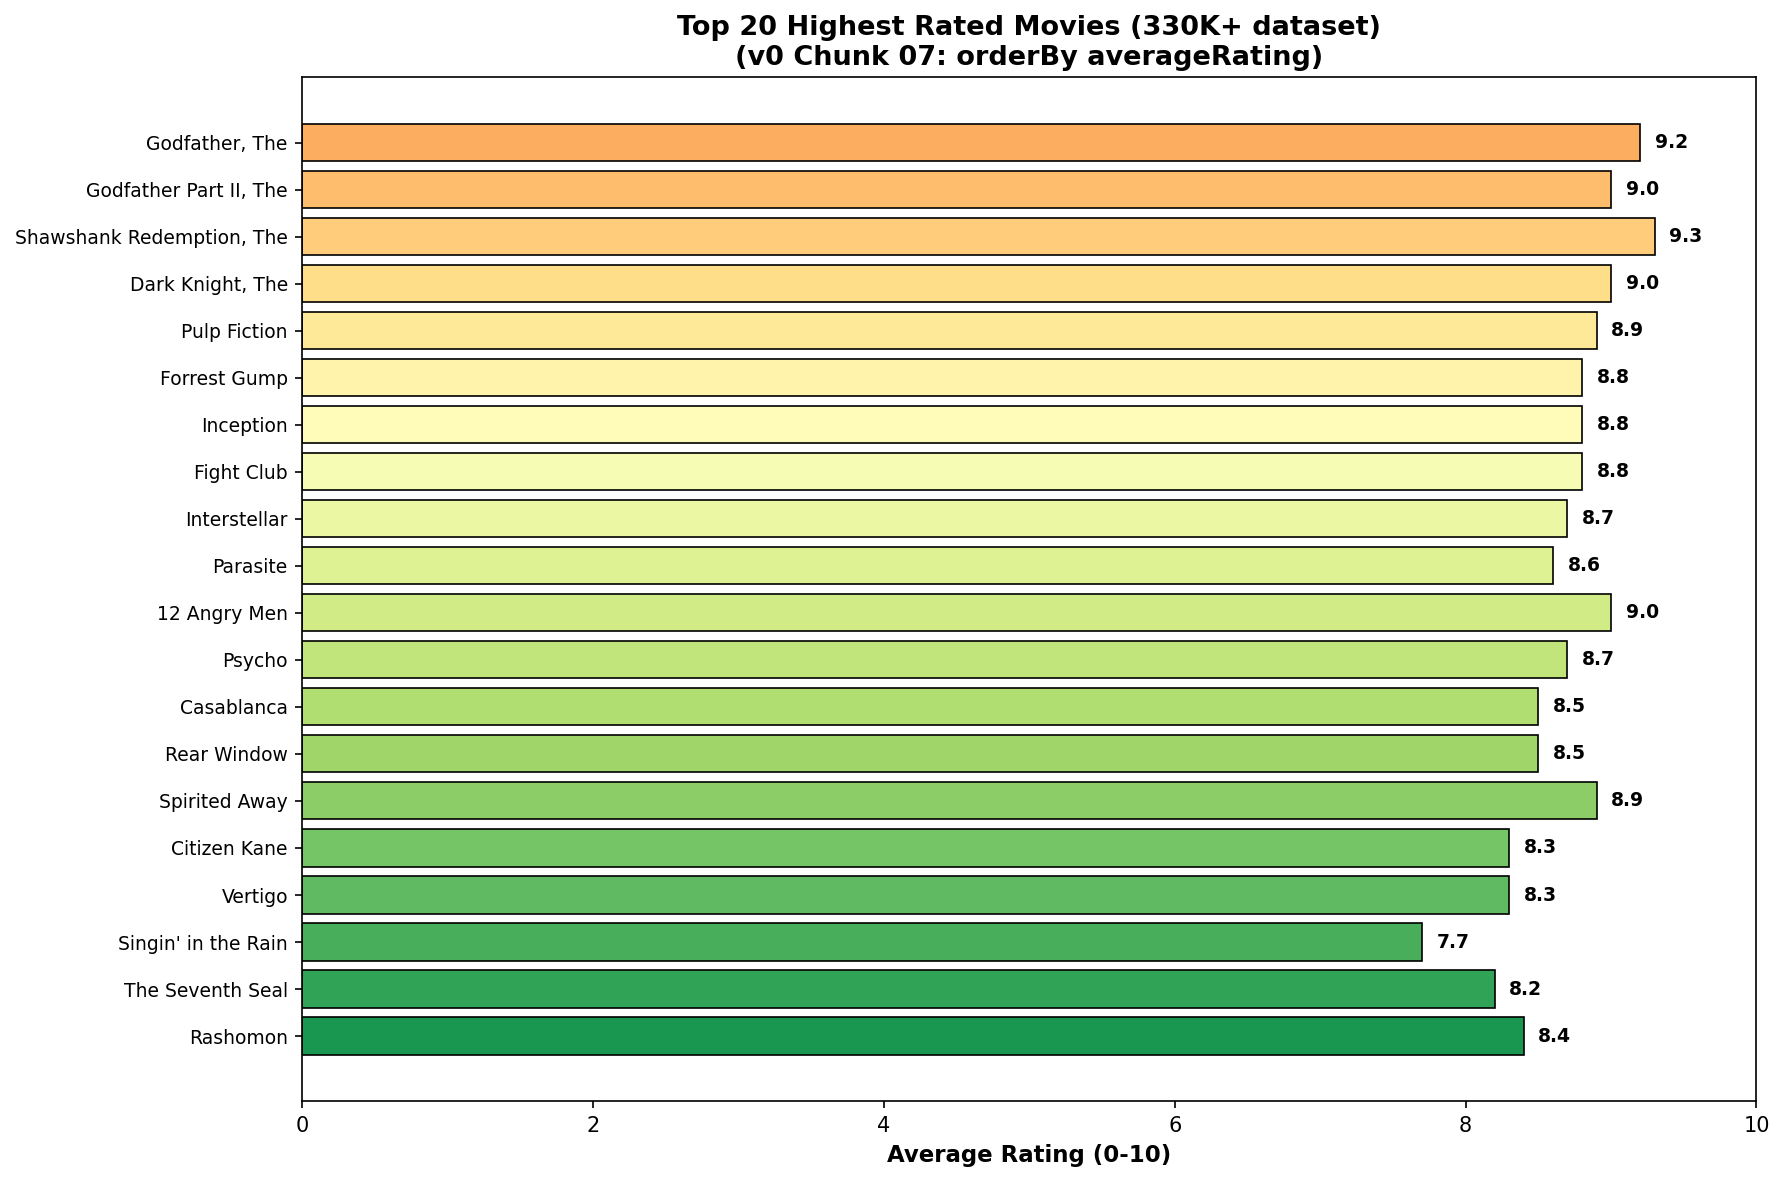 Top 20 Highest Rated Movies (330K+ dataset)
(v0 Chunk 07: orderBy averageRating)
Godfather, The 9.2
Godfather Part II, The 9.0
Shawshank Redemption, The 9.3
Dark Knight, The 9.0
Pulp Fiction 8.9
Forrest Gump 8.8
Inception 8.8
Fight Club 8.8
Interstellar 8.7
Parasite 8.6
12 Angry Men 9.0
Psycho 8.7
Casablanca 8.5
Rear Window 8.5
Spirited Away 8.9
Citizen Kane 8.3
Vertigo 8.3
Singin' in the Rain 7.7
The Seventh Seal 8.2
Rashomon 8.4
0 2 4 6 8 10
Average Rating (0-10)